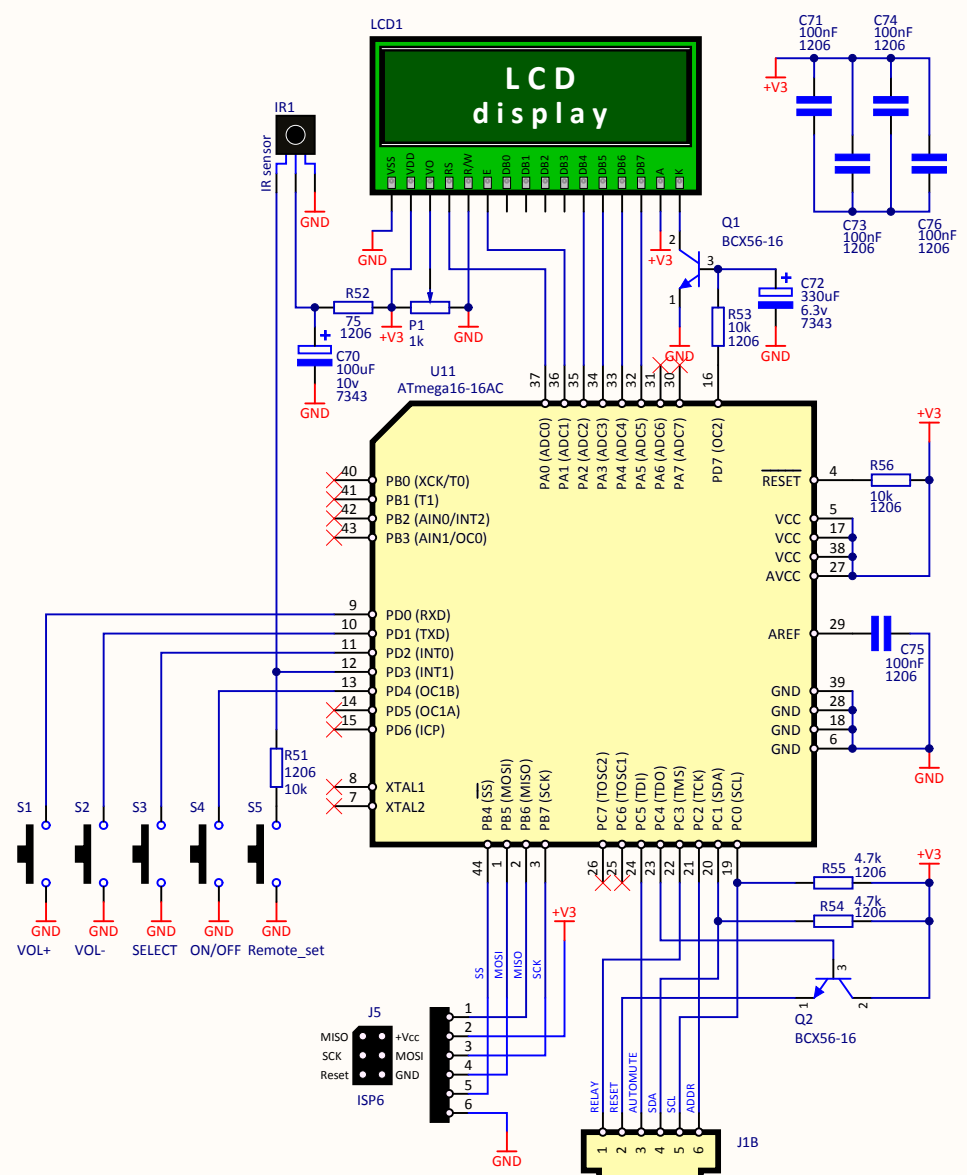 LCD1
LCD
display
VSS
VDD
VO
RS
R/W
E
DB0
DB1
DB2
DB3
DB4
DB5
DB6
DB7
A
K
C71
100nF
1206
C74
100nF
1206
+V3
C73
100nF
1206
C76
100nF
1206
IR1
IR sensor
GND
GND
+V3
Q1
BCX56-16
2
3
1
C72
330uF
6.3v
7343
GND
R53
10k
1206
GND
R52
75
1206
+V3
P1
1k
GND
C70
100uF
10v
7343
GND
U11
ATmega16-16AC
37
36
35
34
33
32
31
30
16
PA0 (ADC0)
PA1 (ADC1)
PA2 (ADC2)
PA3 (ADC3)
PA4 (ADC4)
PA5 (ADC5)
PA6 (ADC6)
PA7 (ADC7)
PD7 (OC2)
40 PB0 (XCK/T0)
41 PB1 (T1)
42 PB2 (AIN0/INT2)
43 PB3 (AIN1/OC0)
9 PD0 (RXD)
10 PD1 (TXD)
11 PD2 (INT0)
12 PD3 (INT1)
13 PD4 (OC1B)
14 PD5 (OC1A)
15 PD6 (ICP)
8 XTAL1
7 XTAL2
+V3
RESET 4
R56
10k
1206
VCC 5
VCC 17
VCC 38
AVCC 27
AREF 29
C75
100nF
1206
GND 39
GND 28
GND 18
GND 6
GND
R51
1206
10k
S1
S2
S3
S4
S5
GND
GND
GND
GND
GND
VOL+
VOL-
SELECT
ON/OFF
Remote_set
PB4 (SS)
PB5 (MOSI)
PB6 (MISO)
PB7 (SCK)
PC7 (TOSC2)
PC6 (TOSC1)
PC5 (TDI)
PC4 (TDO)
PC3 (TMS)
PC2 (TCK)
PC1 (SDA)
PC0 (SCL)
44
1
2
3
26
25
24
23
22
21
20
19
R55
4.7k
1206
+V3
R54
4.7k
1206
3
1
2
Q2
BCX56-16
+V3
SS
MOSI
MISO
SCK
J5
MISO +Vcc
SCK MOSI
Reset GND
ISP6
1
2
3
4
5
6
GND
RELAY
RESET
AUTOMUTE
SDA
SCL
ADDR
1
2
3
4
5
6
J1B